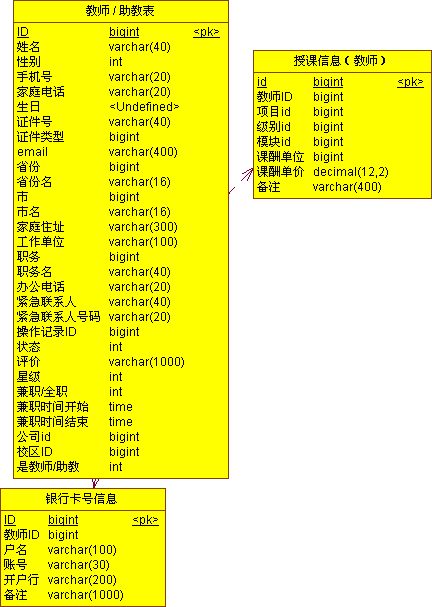 教师/助教表
ID bigint <pk>
姓名 varchar(40)
性别 int
手机号 varchar(20)
家庭电话 varchar(20)
生日 <Undefined>
证件号 varchar(40)
证件类型 bigint
email varchar(400)
省份 bigint
省份名 varchar(16)
市 bigint
市名 varchar(16)
家庭住址 varchar(300)
工作单位 varchar(100)
职务 bigint
职务名 varchar(40)
办公电话 varchar(20)
紧急联系人 varchar(40)
紧急联系人号码 varchar(20)
操作记录ID bigint
状态 int
评价 varchar(1000)
星级 int
兼职/全职 int
兼职时间开始 time
兼职时间结束 time
公司id bigint
校区ID bigint
是教师/助教 int
授课信息(教师)
id bigint <pk>
教师ID bigint
项目id bigint
级别id bigint
模块id bigint
课酬单位 bigint
课酬单价 decimal(12,2)
备注 varchar(400)
银行卡号信息
ID bigint <pk>
教师ID bigint
户名 varchar(100)
账号 varchar(30)
开户行 varchar(200)
备注 varchar(1000)